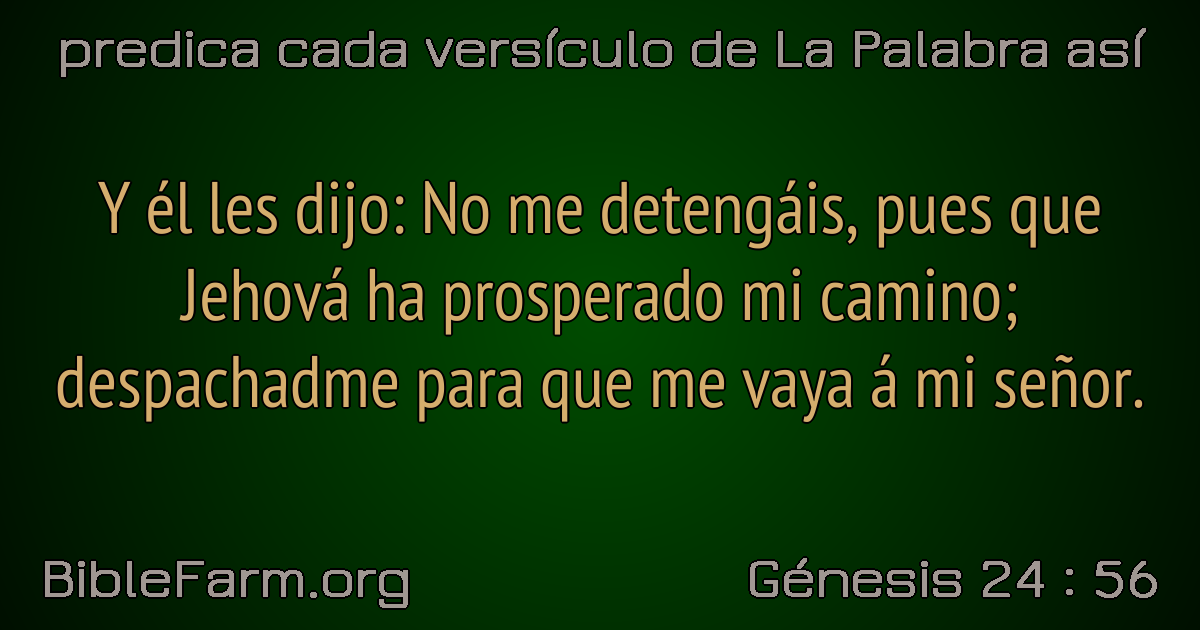 predica cada versículo de La Palabra así
Y él les dijo: No me detengáis, pues que
Jehová ha prosperado mi camino;
despachadme para que me vaya á mi señor.
BibleFarm.org
Génesis 24 : 56